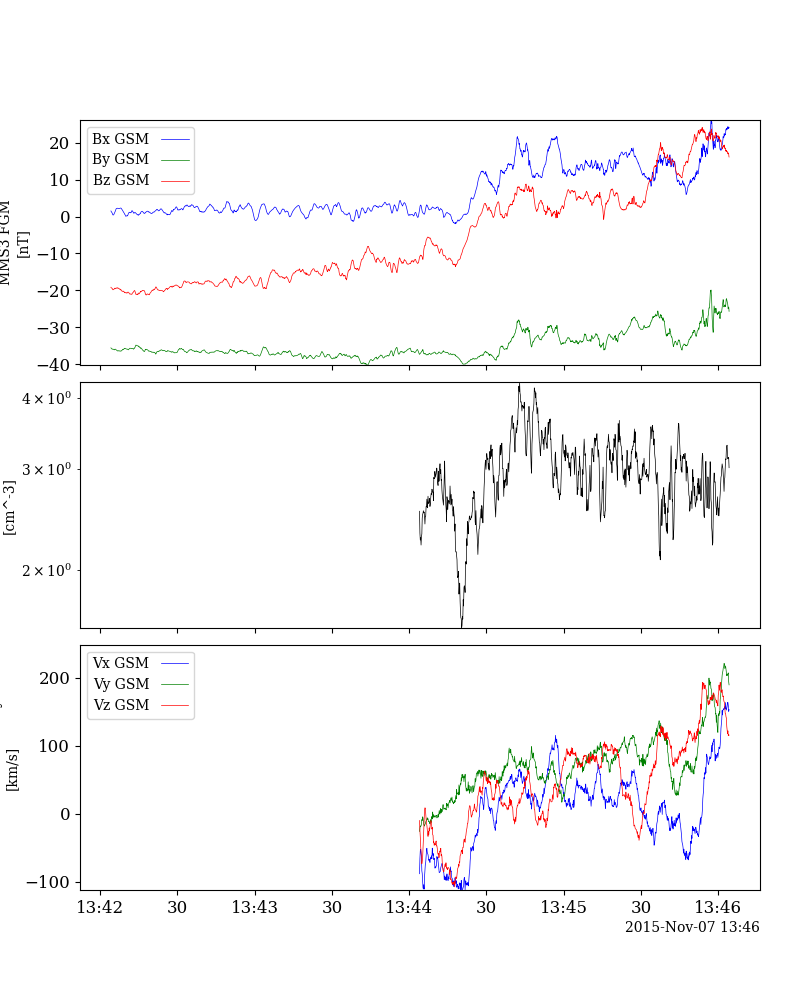 20
10
0
−10
−20
−30
−40
MMS3 FGM
[nT]
Bx GSM
By GSM
Bz GSM
4 × 10⁰
3 × 10⁰
2 × 10⁰
[cm^-3]
200
100
0
−100
[km/s]
Vx GSM
Vy GSM
Vz GSM
13:42 30 13:43 30 13:44 30 13:45 30 13:46
2015-Nov-07 13:46